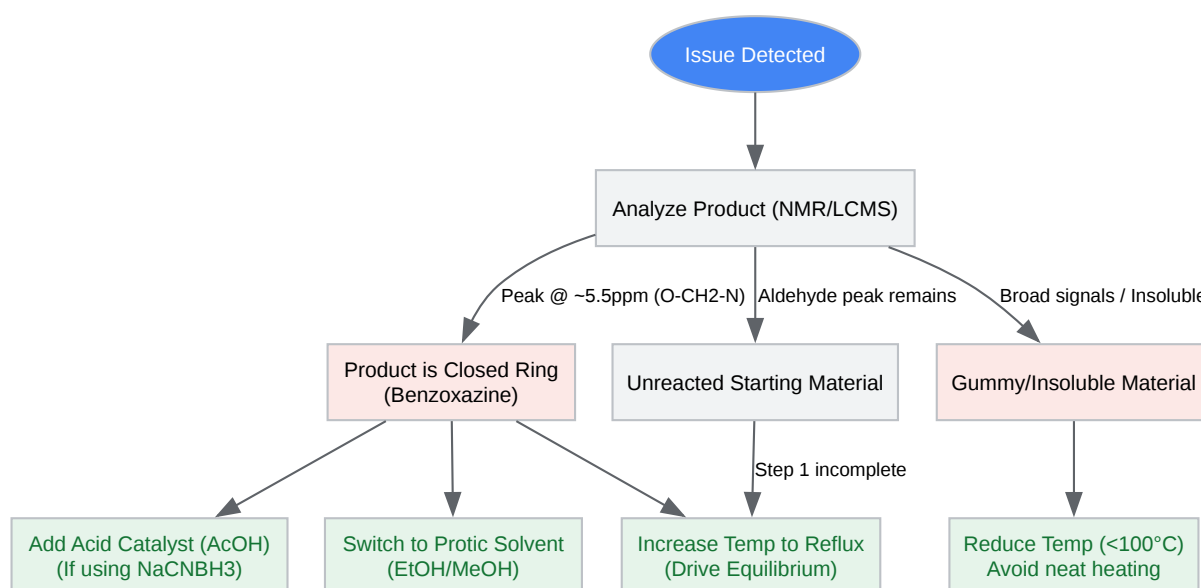 Issue Detected
Analyze Product (NMR/LCMS)
Peak @ ~5.5ppm (O-CH2-N)
Aldehyde peak remains
Broad signals / Insoluble
Product is Closed Ring
(Benzoxazine)
Unreacted Starting Material
Gummy/Insoluble Material
Step 1 incomplete
Add Acid Catalyst (AcOH)
(If using NaCNBH3)
Switch to Protic Solvent
(EtOH/MeOH)
Increase Temp to Reflux
(Drive Equilibrium)
Reduce Temp (<100°C)
Avoid neat heating